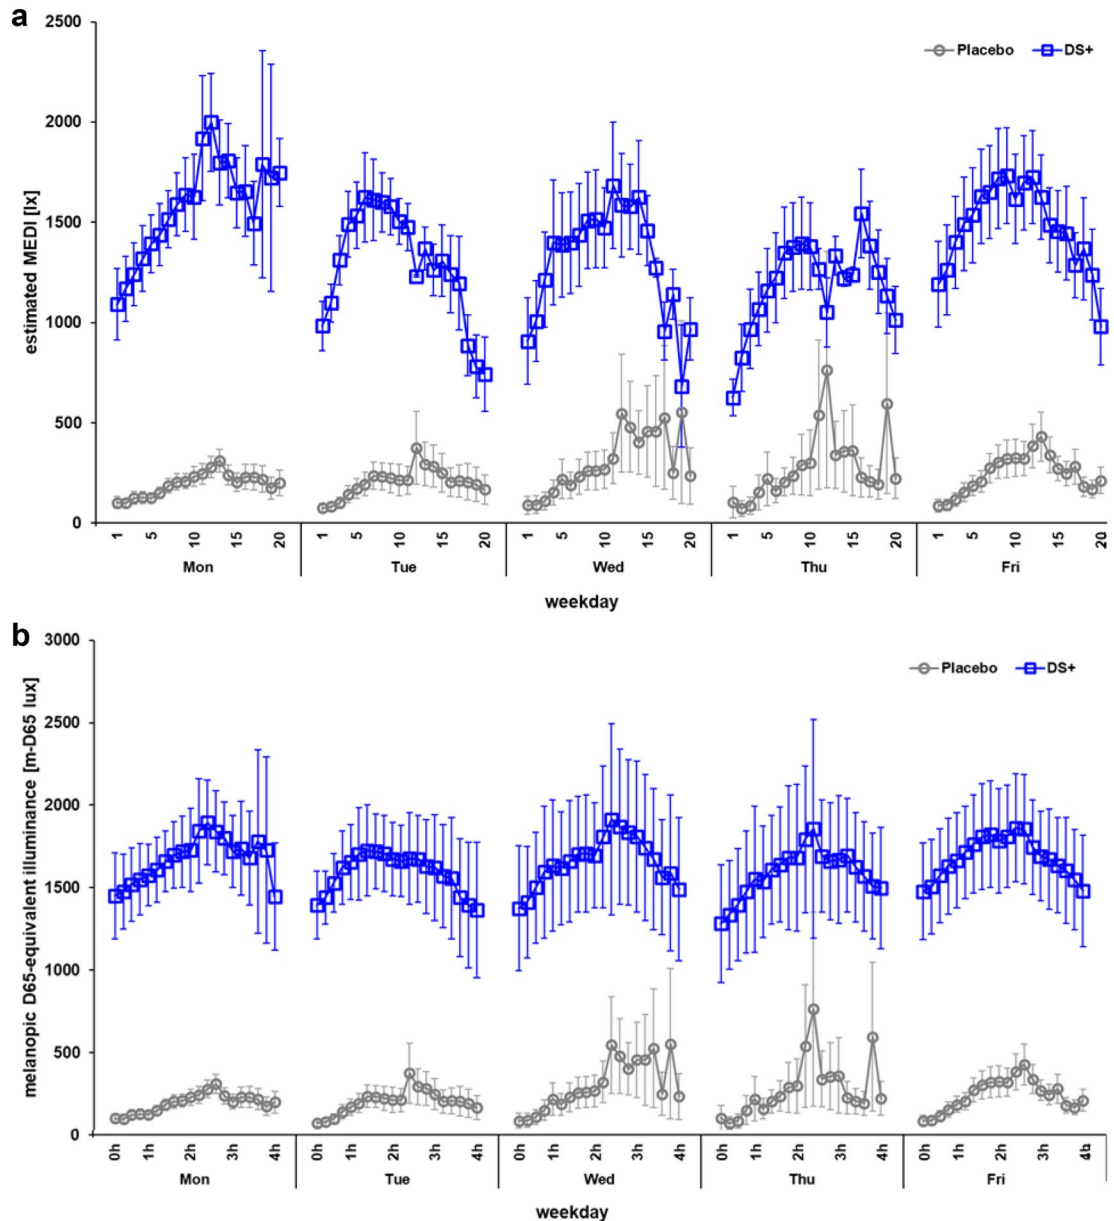 a
2500
Placebo DS+
2000
1500
1000
500
0
estimated MEDI [lx]
1 5 10 15 20 1 5 10 15 20 1 5 10 15 20 1 5 10 15 20 1 5 10 15 20
Mon Tue Wed Thu Fri
weekday
b
3000
Placebo DS+
2500
2000
1500
1000
500
0
melanopic D65-equivalent illuminance [m-D65 lux]
0h 1h 2h 3h 4h 0h 1h 2h 3h 4h 0h 1h 2h 3h 4h 0h 1h 2h 3h 4h 0h 1h 2h 3h 4h
Mon Tue Wed Thu Fri
weekday